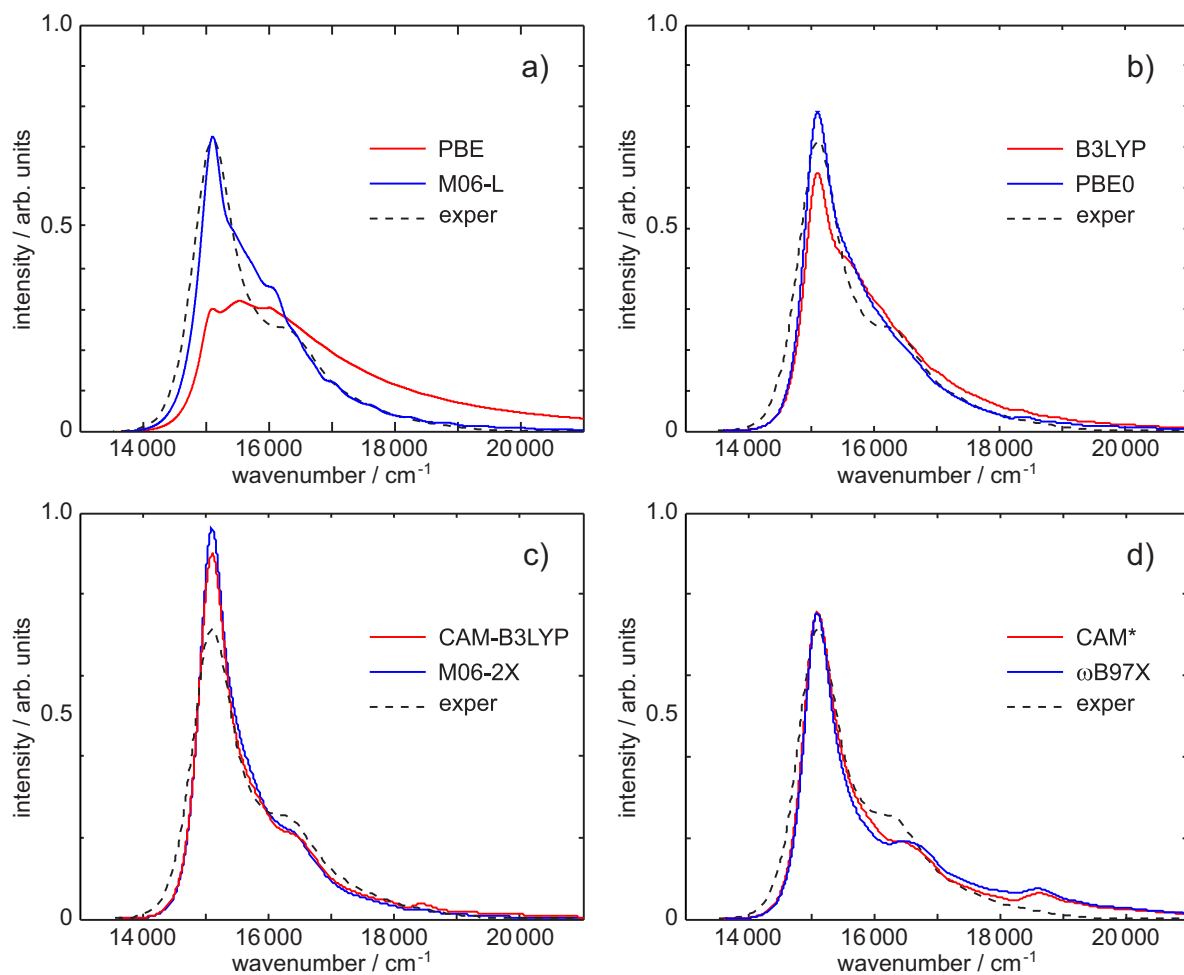 1.0
a)
PBE
M06-L
exper
0.5
intensity / arb. units
0
14 000 16 000 18 000 20 000
wavenumber / cm-1
1.0
b)
B3LYP
PBE0
exper
0.5
intensity / arb. units
0
14 000 16 000 18 000 20 000
wavenumber / cm-1
1.0
c)
CAM-B3LYP
M06-2X
exper
0.5
intensity / arb. units
0
14 000 16 000 18 000 20 000
wavenumber / cm-1
1.0
d)
CAM*
ωB97X
exper
0.5
intensity / arb. units
0
14 000 16 000 18 000 20 000
wavenumber / cm-1